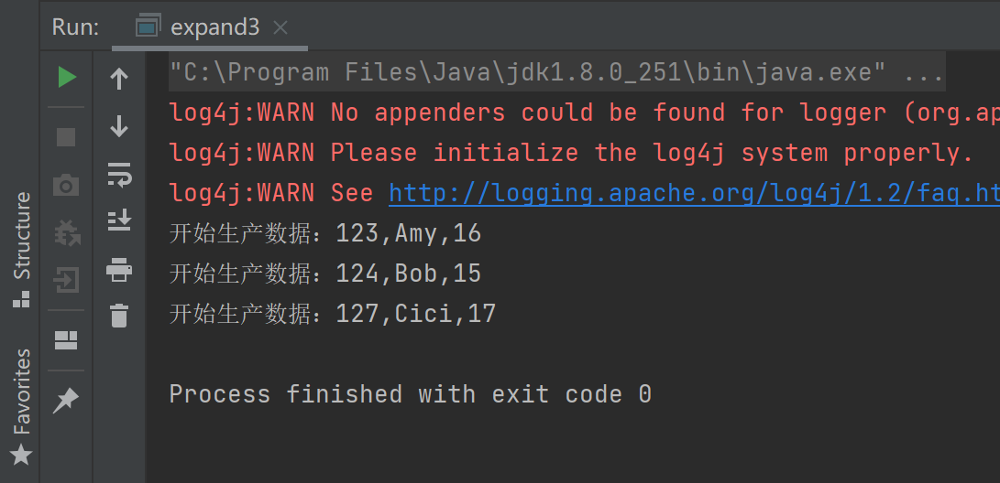 Run: expand3
"C:\Program Files\Java\jdk1.8.0_251\bin\java.exe" ...
log4j:WARN No appenders could be found for logger (org.ap
log4j:WARN Please initialize the log4j system properly.
log4j:WARN See http://logging.apache.org/log4j/1.2/faq.ht
开始生产数据：123,Amy,16
开始生产数据：124,Bob,15
开始生产数据：127,Cici,17
Process finished with exit code 0
Structure
Favorites